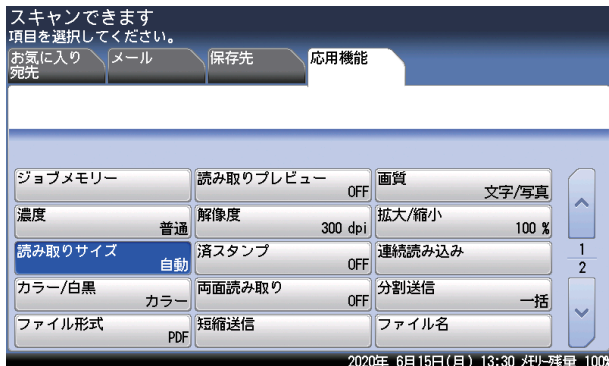 スキャンできます
項目を選択してください。
お気に入り
宛先
メール
保存先
応用機能
ジョブメモリー
読み取りプレビュー
OFF
画質
文字/写真
濃度
普通
解像度
300 dpi
拡大/縮小
100 %
読み取りサイズ
自動
済スタンプ
OFF
連続読み込み
1
2
カラー/白黒
カラー
両面読み取り
OFF
分割送信
一括
ファイル形式
PDF
短縮送信
ファイル名
2020年 6月15日(月) 13:30 メモリー残量 100%